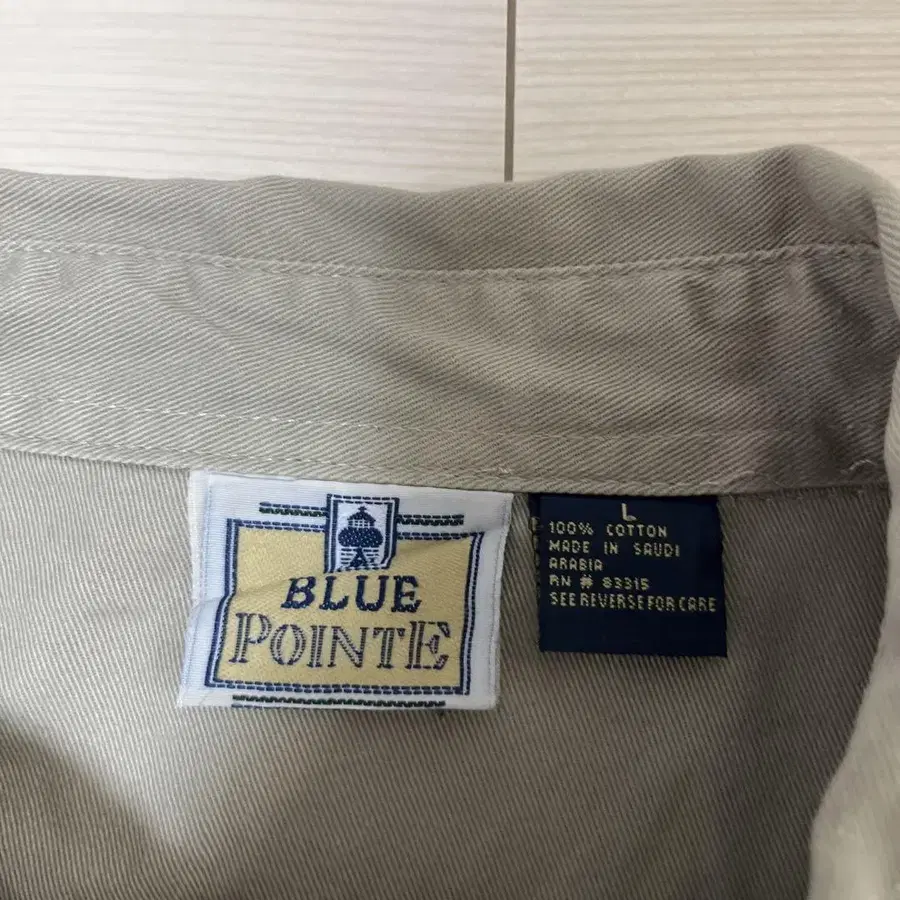 BLUE
POINTE
L
100% COTTON
MADE IN SAUDI
ARABIA
RN # 83315
SEE REVERSE FOR CARE